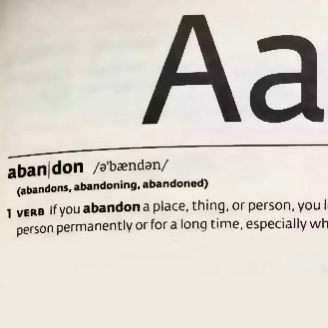 Aa
aban|don /ə'bændən/
(abandons, abandoning, abandoned)
1 VERB If you abandon a place, thing, or person, you
person permanently or for a long time, especially